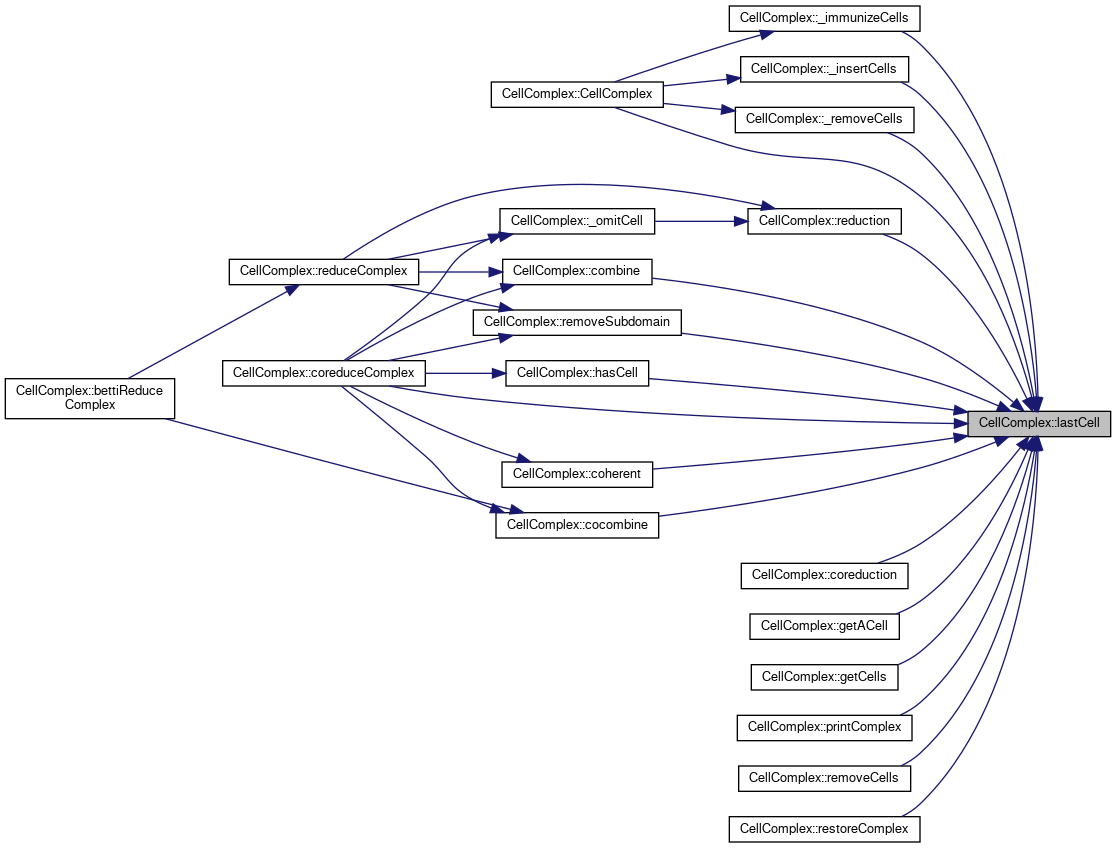 CellComplex::_immunizeCells
CellComplex::_insertCells
CellComplex::CellComplex
CellComplex::_removeCells
CellComplex::_omitCell
CellComplex::reduction
CellComplex::reduceComplex
CellComplex::combine
CellComplex::removeSubdomain
CellComplex::coreduceComplex
CellComplex::hasCell
CellComplex::bettiReduce
Complex
CellComplex::lastCell
CellComplex::coherent
CellComplex::cocombine
CellComplex::coreduction
CellComplex::getACell
CellComplex::getCells
CellComplex::printComplex
CellComplex::removeCells
CellComplex::restoreComplex